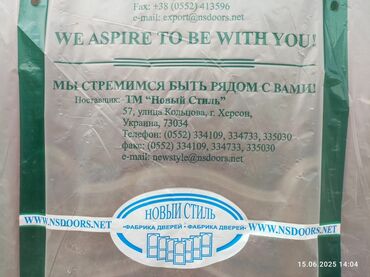 Fax: +38 (0552) 413596
e-mail: export@nsdoors.net
WE ASPIRE TO BE WITH YOU!
МЫ СТРЕМИМСЯ БЫТЬ РЯДОМ С ВАМИ!
Поставщик: ТМ "Новый Стиль"
57, улица Кольцова, г. Херсон,
Украина, 73034
Телефон: (0552) 334109, 334733, 335030
факс: (0552) 334109, 334733, 335030
e-mail: newstyle@nsdoors.net
НОВЫЙ СТИЛЬ
•ФАБРИКА ДВЕРЕЙ • ФАБРИКА ДВЕРЕЙ•
WWW.NSDOORS.NET
WWW.NSDOORS.NET
15.06.2025 14:04